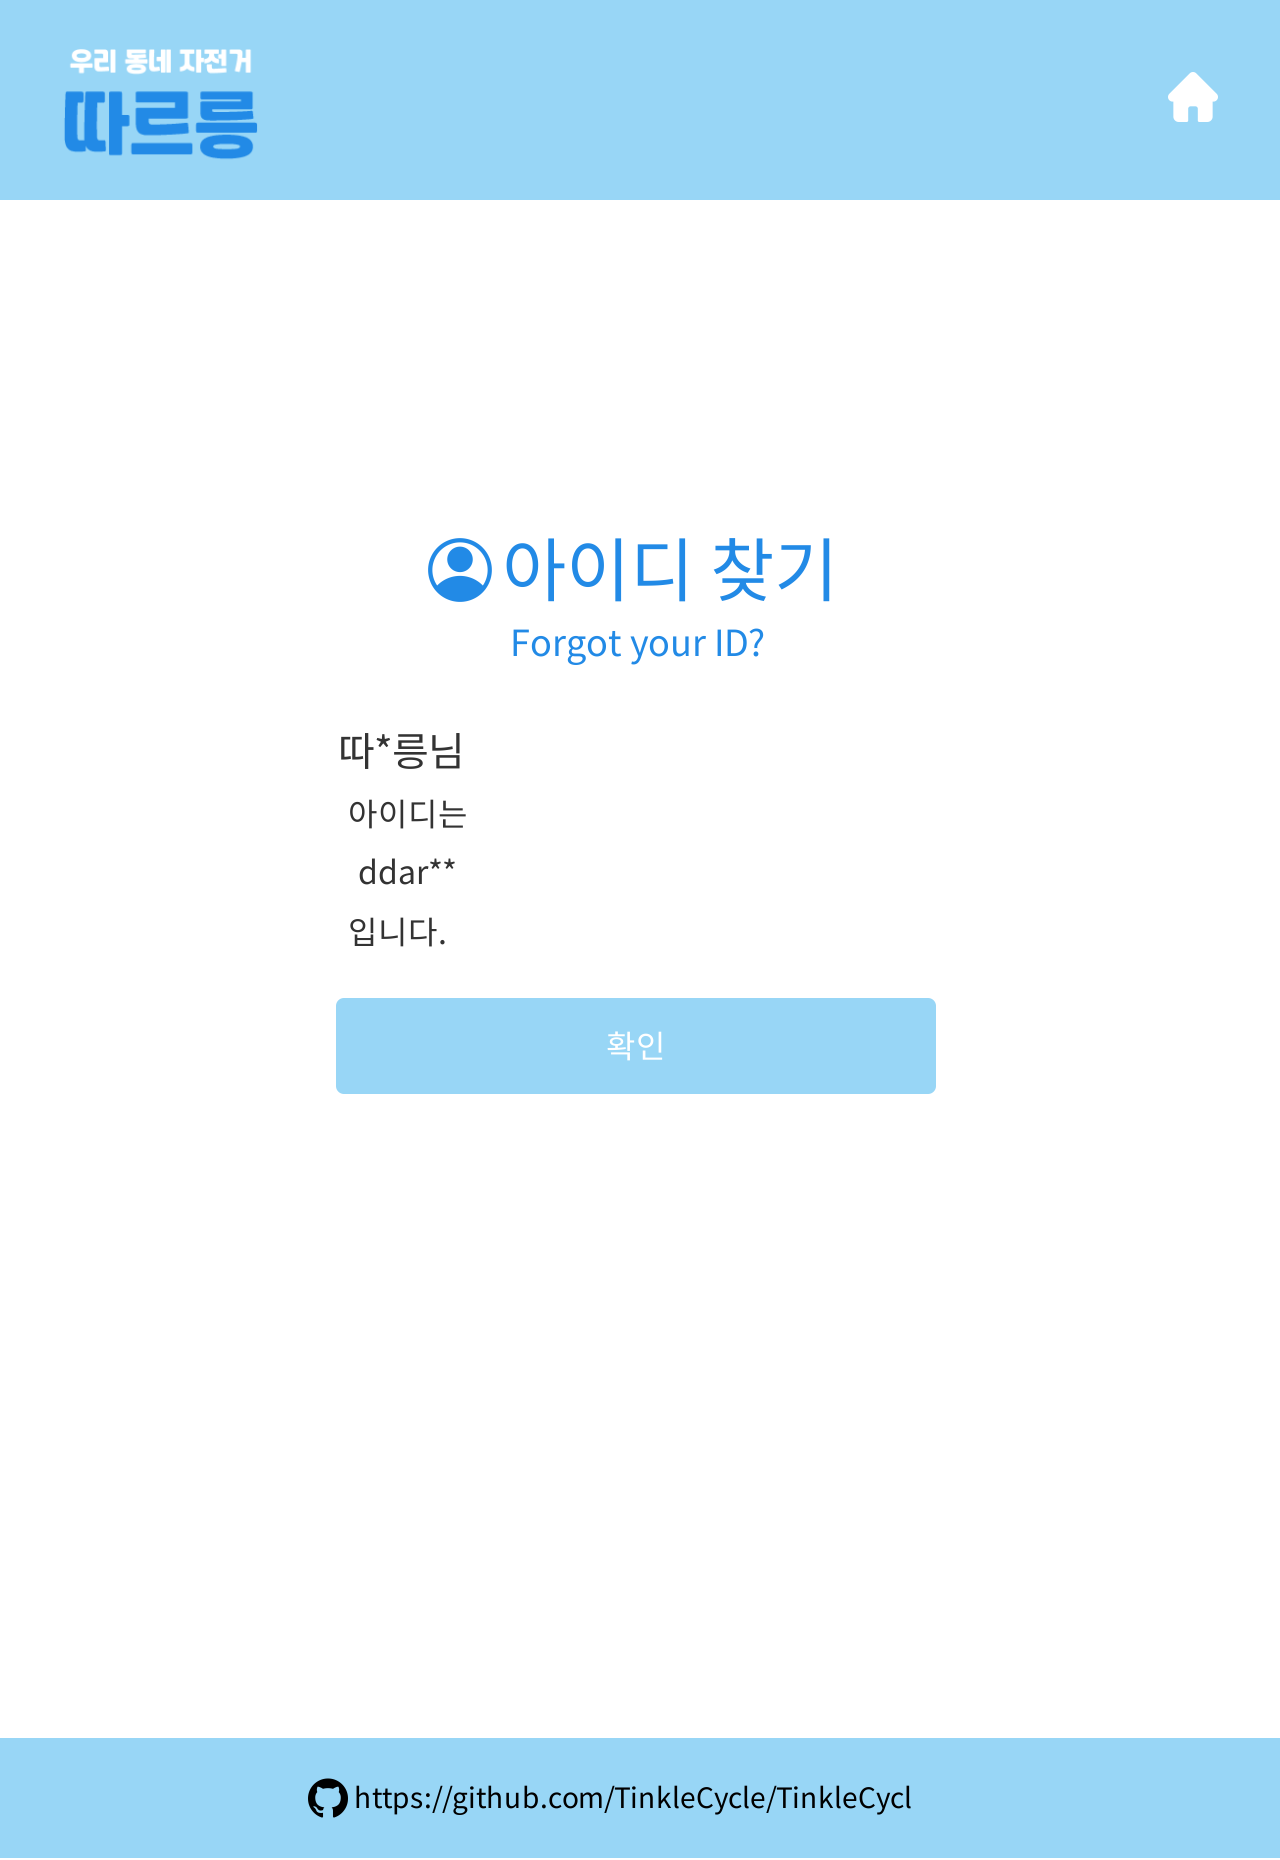 우리 동네 자전거
따르릉
아이디 찾기
Forgot your ID?
따*릉님
아이디는
ddar**
입니다.
확인
https://github.com/TinkleCycle/TinkleCycl